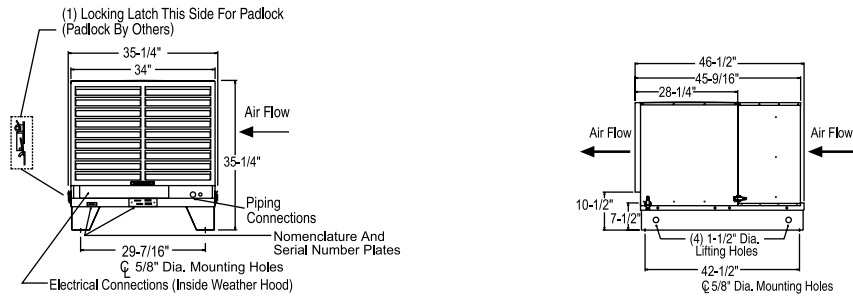 (1) Locking Latch This Side For Padlock
(Padlock By Others)
35-1/4"
34"
Air Flow
35-1/4"
Piping
Connections
Nomenclature And
Serial Number Plates
29-7/16"
℄ 5/8" Dia. Mounting Holes
Electrical Connections (Inside Weather Hood)
46-1/2"
45-9/16"
28-1/4"
Air Flow
Air Flow
10-1/2"
7-1/2"
(4) 1-1/2" Dia.
Lifting Holes
42-1/2"
℄ 5/8" Dia. Mounting Holes